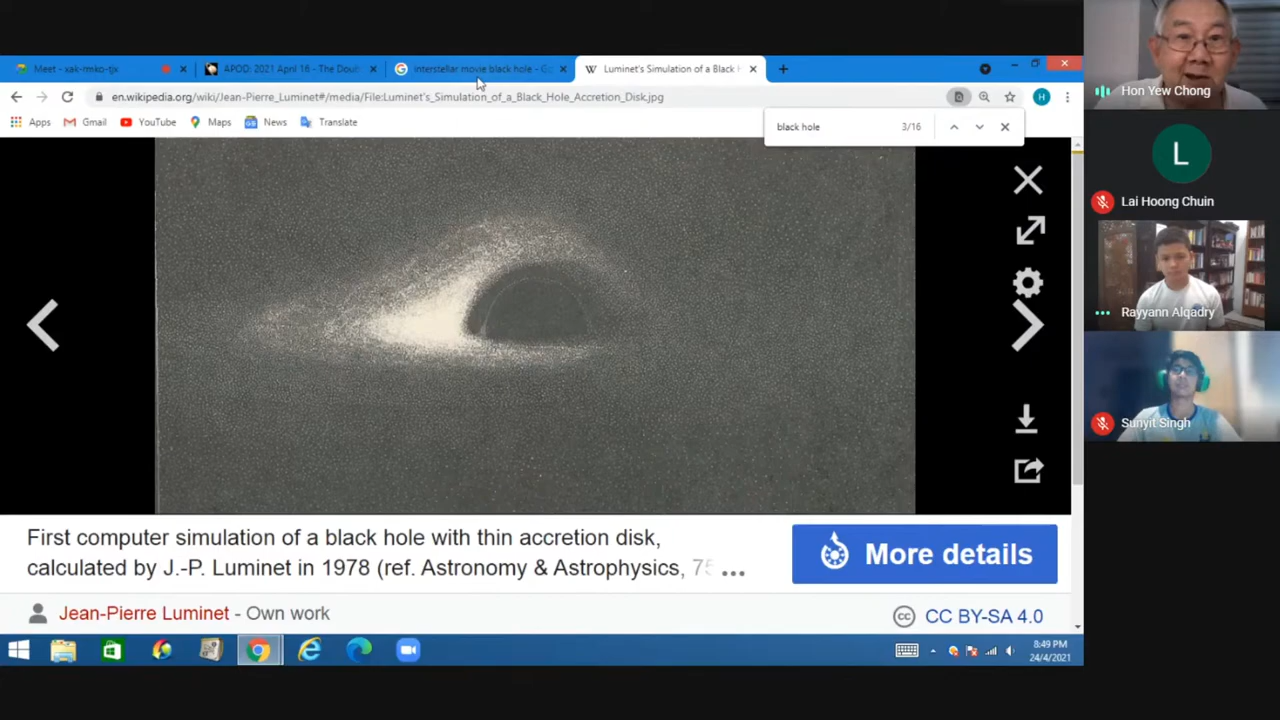 Meet - xak-rmko-tjx
APOD: 2021 April 16 - The Doub
interstellar movie black hole - Go
Luminet's Simulation of a Black H
en.wikipedia.org/wiki/Jean-Pierre_Luminet#/media/File:Luminet's_Simulation_of_a_Black_Hole_Accretion_Disk.jpg
H
Apps
Gmail
YouTube
Maps
News
Translate
black hole
3/16
First computer simulation of a black hole with thin accretion disk,
calculated by J.-P. Luminet in 1978 (ref. Astronomy & Astrophysics, 75
...
More details
Jean-Pierre Luminet - Own work
CC BY-SA 4.0
8:49 PM
24/4/2021
Hon Yew Chong
L
Lai Hoong Chuin
Rayyann Alqadry
Sunyit Singh